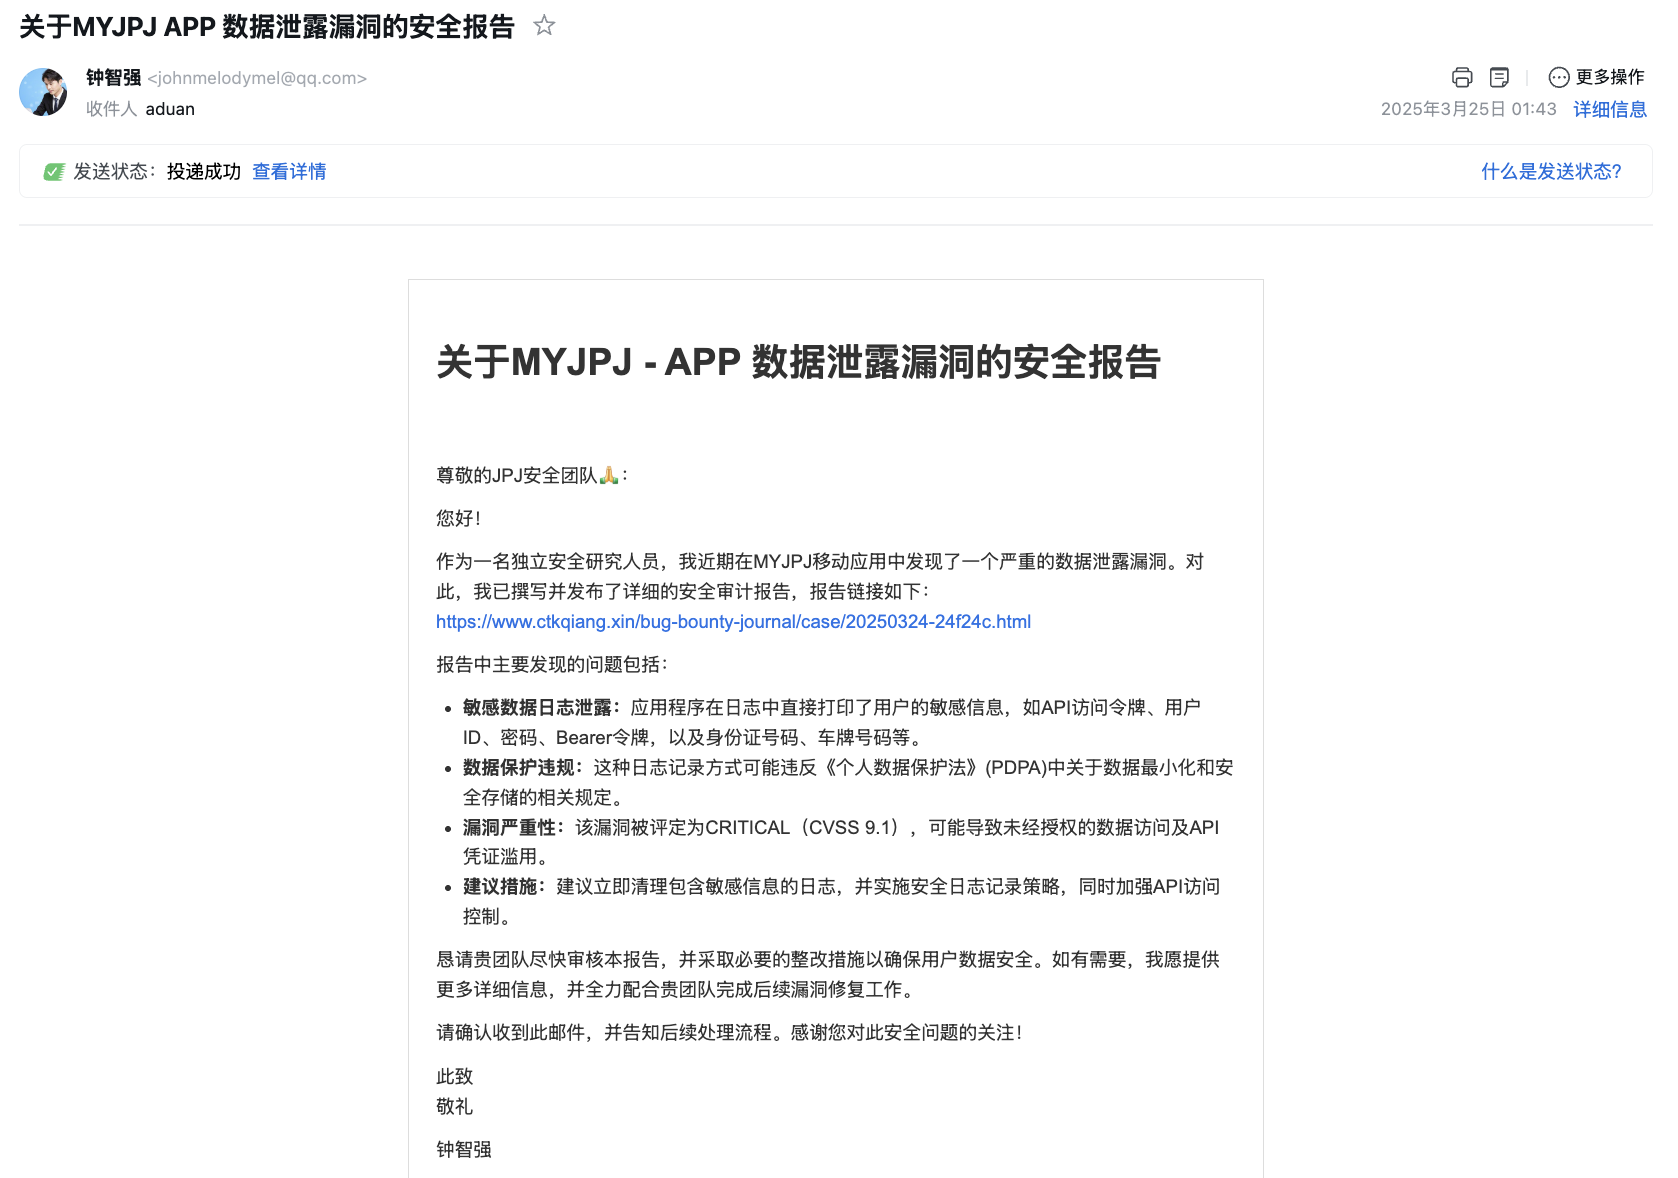 关于MYJPJ APP 数据泄露漏洞的安全报告
钟智强 <johnmelodymel@qq.com>
更多操作
收件人 aduan
2025年3月25日 01:43 详细信息
发送状态：投递成功 查看详情
什么是发送状态?
关于MYJPJ - APP 数据泄露漏洞的安全报告
尊敬的JPJ安全团队🙏：
您好！
作为一名独立安全研究人员，我近期在MYJPJ移动应用中发现了一个严重的数据泄露漏洞。对
此，我已撰写并发布了详细的安全审计报告，报告链接如下：
https://www.ctkqiang.xin/bug-bounty-journal/case/20250324-24f24c.html
报告中主要发现的问题包括：
• 敏感数据日志泄露：应用程序在日志中直接打印了用户的敏感信息，如API访问令牌、用户
ID、密码、Bearer令牌，以及身份证号码、车牌号码等。
• 数据保护违规：这种日志记录方式可能违反《个人数据保护法》(PDPA)中关于数据最小化和安
全存储的相关规定。
• 漏洞严重性：该漏洞被评定为CRITICAL（CVSS 9.1），可能导致未经授权的数据访问及API
凭证滥用。
• 建议措施：建议立即清理包含敏感信息的日志，并实施安全日志记录策略，同时加强API访问
控制。
恳请贵团队尽快审核本报告，并采取必要的整改措施以确保用户数据安全。如有需要，我愿提供
更多详细信息，并全力配合贵团队完成后续漏洞修复工作。
请确认收到此邮件，并告知后续处理流程。感谢您对此安全问题的关注！
此致
敬礼
钟智强